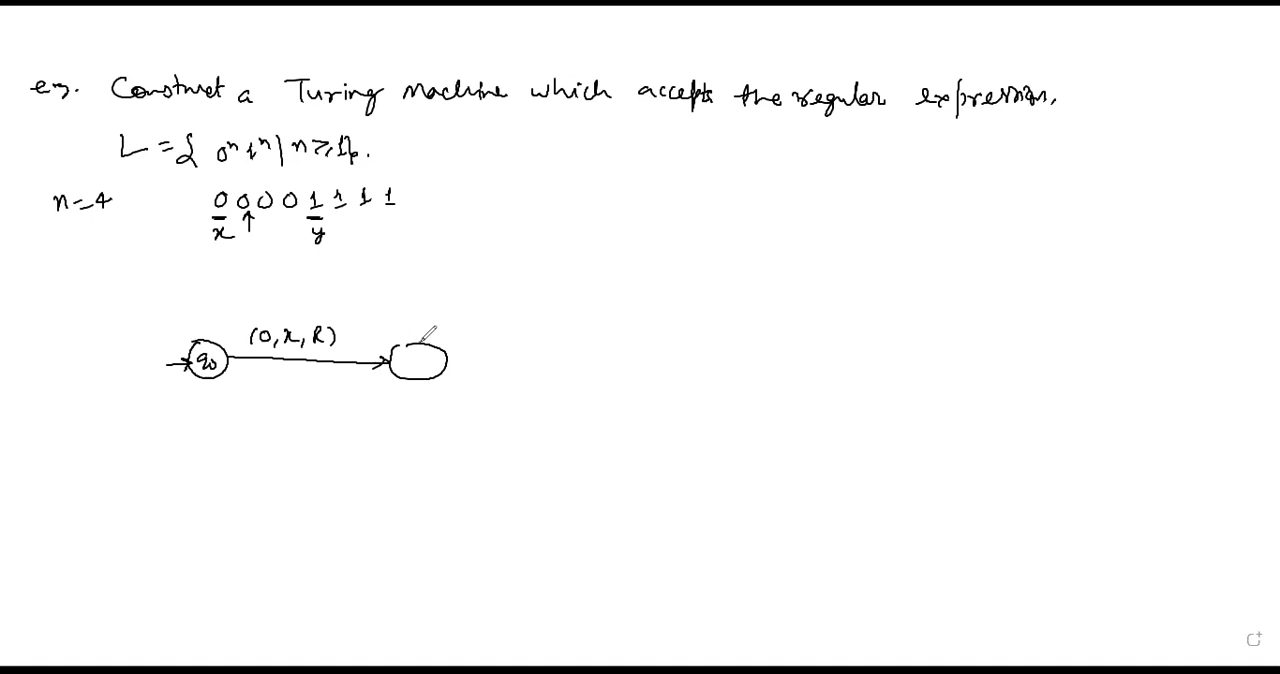 eg. Construct a Turing Machine which accepts the regular expression,
L = { 0ⁿ 1ⁿ | n ≥ 1}.
n=4 0 0 0 0 1 1 1 1
x ↑ y
(0, x, R)
→ q0